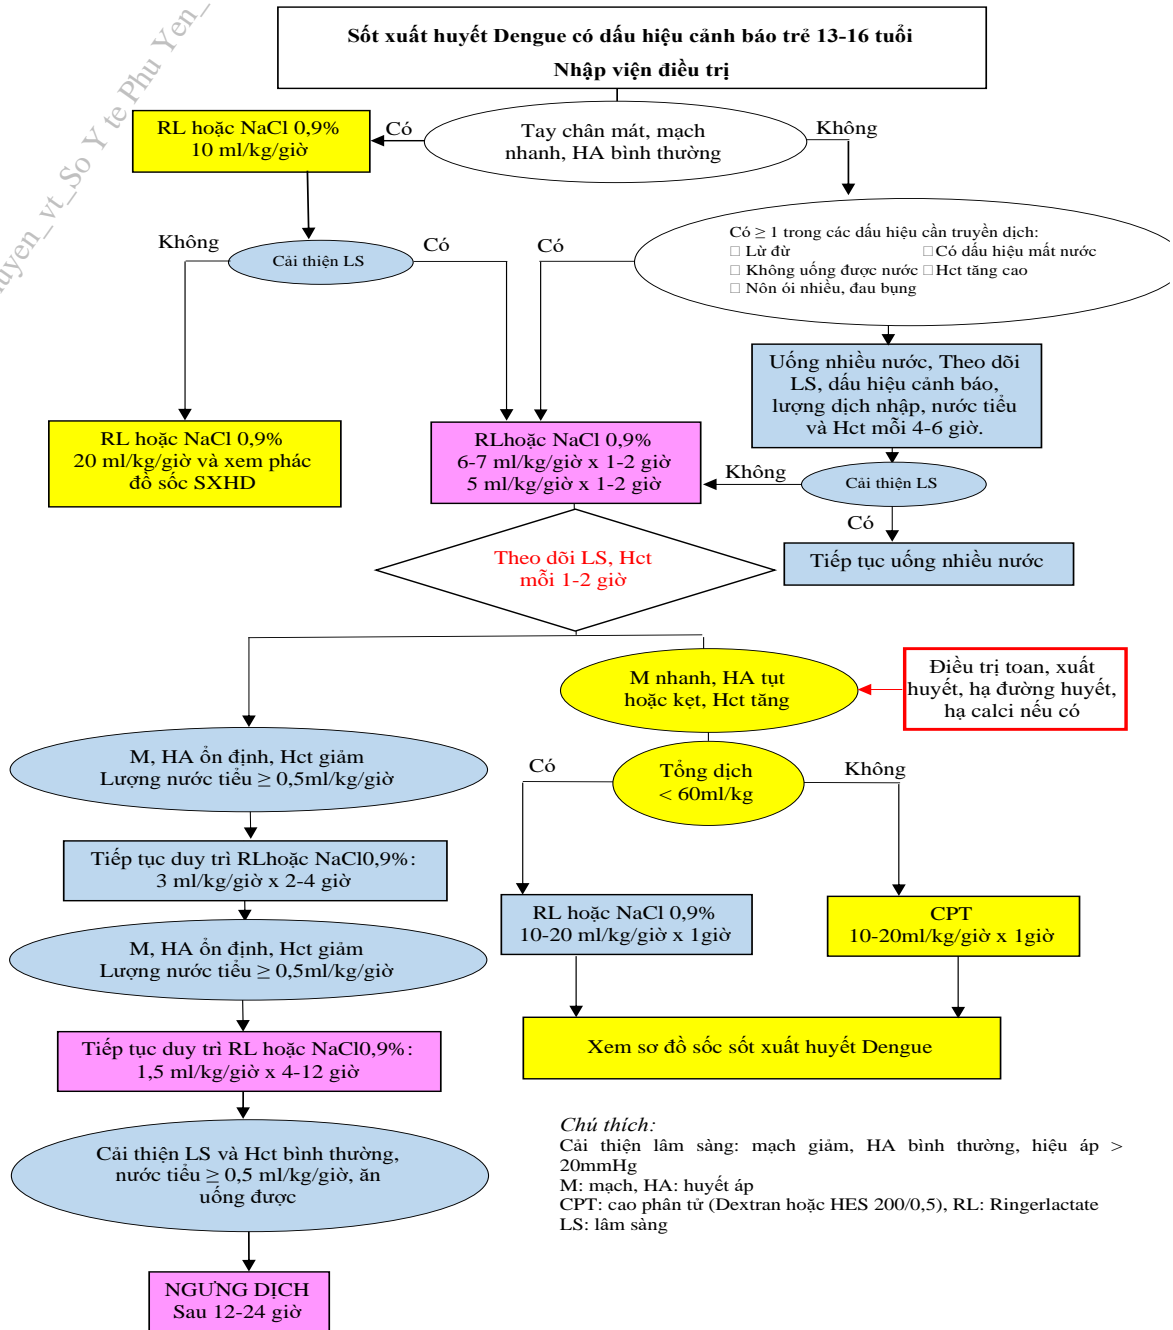 Sốt xuất huyết Dengue có dấu hiệu cảnh báo trẻ 13-16 tuổi
Nhập viện điều trị
uyen_vt_So Y te Phu Yen_
RL hoặc NaCl 0,9%
10 ml/kg/giờ
Có
Tay chân mát, mạch
nhanh, HA bình thường
Không
Có ≥ 1 trong các dấu hiệu cần truyền dịch:
□ Lừ đừ □ Có dấu hiệu mất nước
□ Không uống được nước □ Hct tăng cao
□ Nôn ói nhiều, đau bụng
Không
Cải thiện LS
Có
Có
Uống nhiều nước, Theo dõi
LS, dấu hiệu cảnh báo,
lượng dịch nhập, nước tiểu
và Hct mỗi 4-6 giờ.
RL hoặc NaCl 0,9%
20 ml/kg/giờ và xem phác
đồ sốc SXHD
RLhoặc NaCl 0,9%
6-7 ml/kg/giờ x 1-2 giờ
5 ml/kg/giờ x 1-2 giờ
Không
Cải thiện LS
Có
Tiếp tục uống nhiều nước
Theo dõi LS, Hct
mỗi 1-2 giờ
M nhanh, HA tụt
hoặc kẹt, Hct tăng
Điều trị toan, xuất
huyết, hạ đường huyết,
hạ calci nếu có
M, HA ổn định, Hct giảm
Lượng nước tiểu ≥ 0,5ml/kg/giờ
Có
Tổng dịch
< 60ml/kg
Không
Tiếp tục duy trì RLhoặc NaCl0,9%:
3 ml/kg/giờ x 2-4 giờ
RL hoặc NaCl 0,9%
10-20 ml/kg/giờ x 1giờ
CPT
10-20ml/kg/giờ x 1giờ
M, HA ổn định, Hct giảm
Lượng nước tiểu ≥ 0,5ml/kg/giờ
Tiếp tục duy trì RL hoặc NaCl0,9%:
1,5 ml/kg/giờ x 4-12 giờ
Xem sơ đồ sốc sốt xuất huyết Dengue
Cải thiện LS và Hct bình thường,
nước tiểu ≥ 0,5 ml/kg/giờ, ăn
uống được
NGƯNG DỊCH
Sau 12-24 giờ
Chú thích:
Cải thiện lâm sàng: mạch giảm, HA bình thường, hiệu áp >
20mmHg
M: mạch, HA: huyết áp
CPT: cao phân tử (Dextran hoặc HES 200/0,5), RL: Ringerlactate
LS: lâm sàng